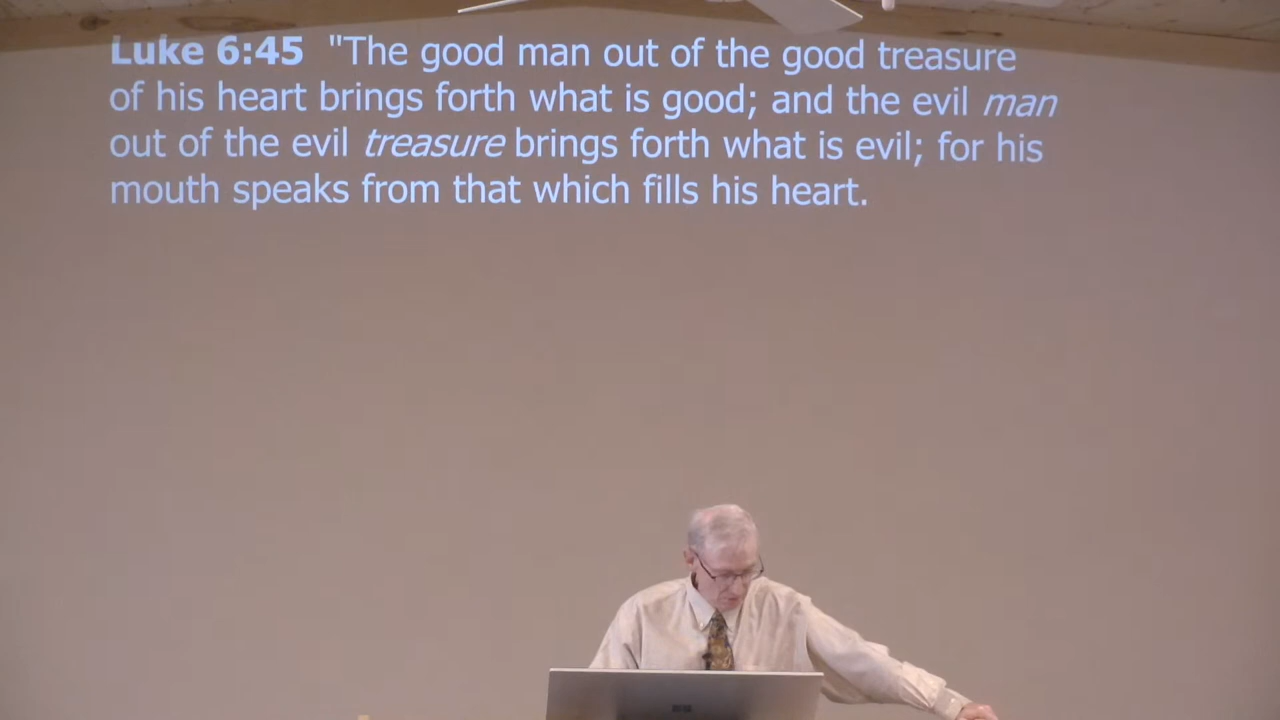 Luke 6:45 "The good man out of the good treasure
of his heart brings forth what is good; and the evil man
out of the evil treasure brings forth what is evil; for his
mouth speaks from that which fills his heart.